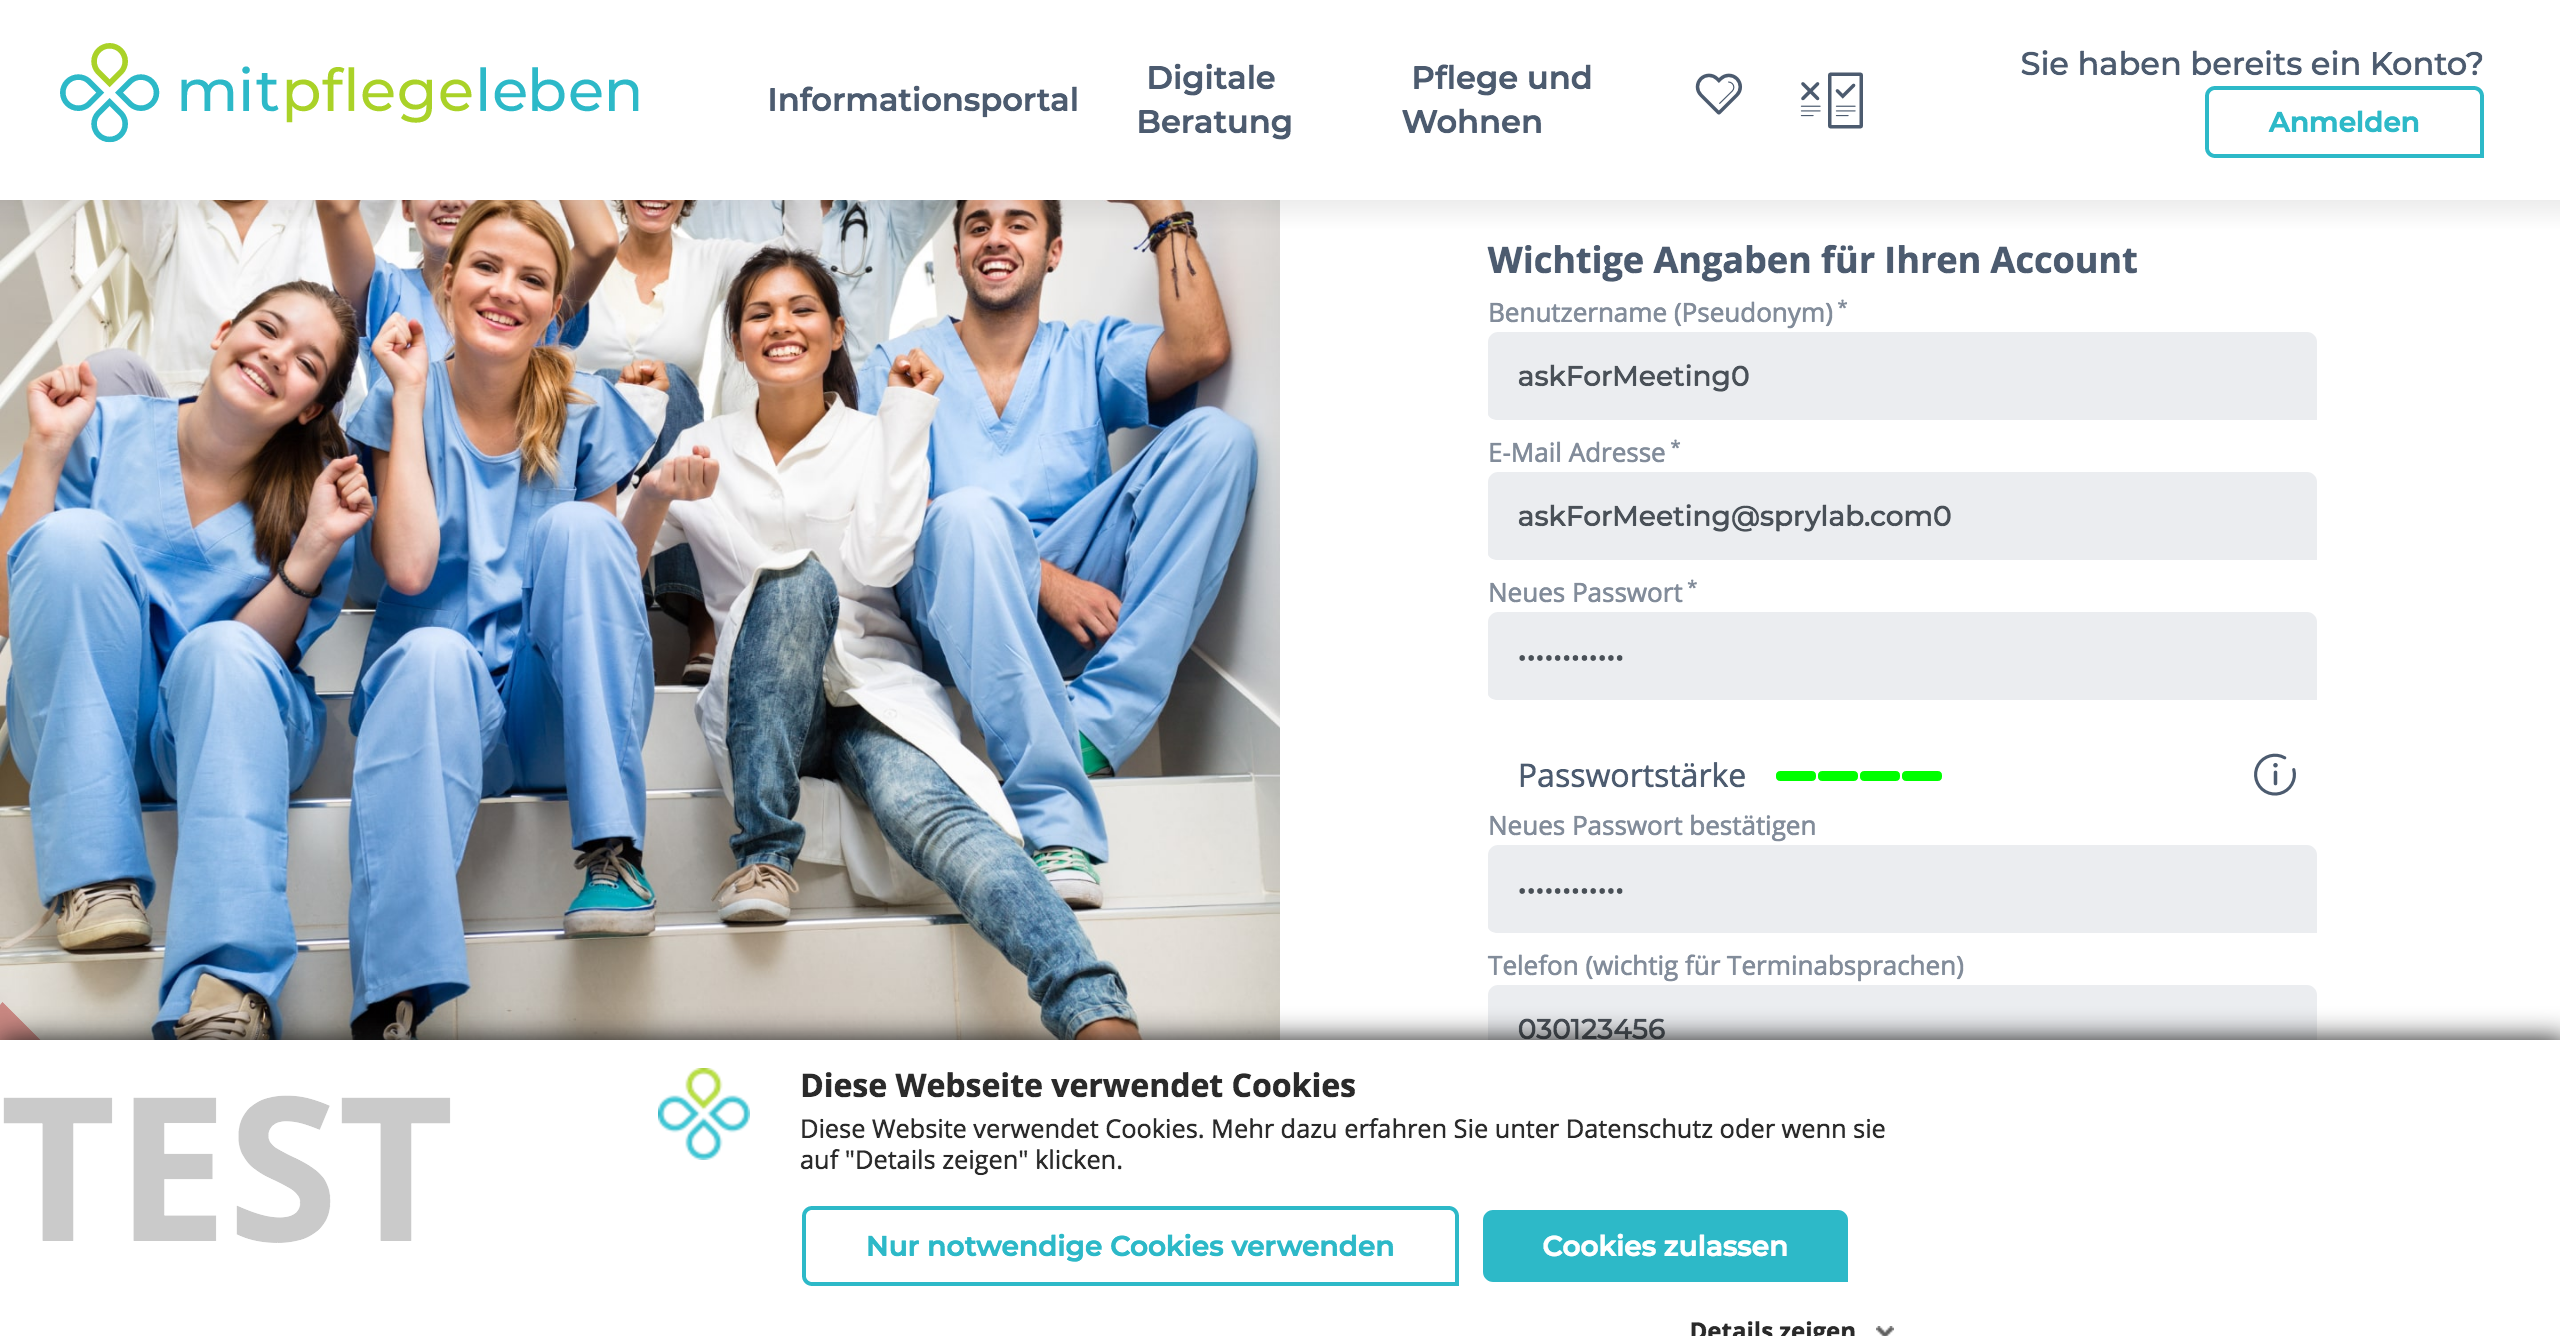 mitpflegeleben
Informationsportal
Digitale
Beratung
Pflege und
Wohnen
Sie haben bereits ein Konto?
Anmelden
Wichtige Angaben für Ihren Account
Benutzername (Pseudonym) *
askForMeeting0
E-Mail Adresse *
askForMeeting@sprylab.com0
Neues Passwort *
••••••••••••
Passwortstärke
Neues Passwort bestätigen
••••••••••••
Telefon (wichtig für Terminabsprachen)
030123456
TEST
Diese Webseite verwendet Cookies
Diese Website verwendet Cookies. Mehr dazu erfahren Sie unter Datenschutz oder wenn sie
auf "Details zeigen" klicken.
Nur notwendige Cookies verwenden
Cookies zulassen
Details zeigen